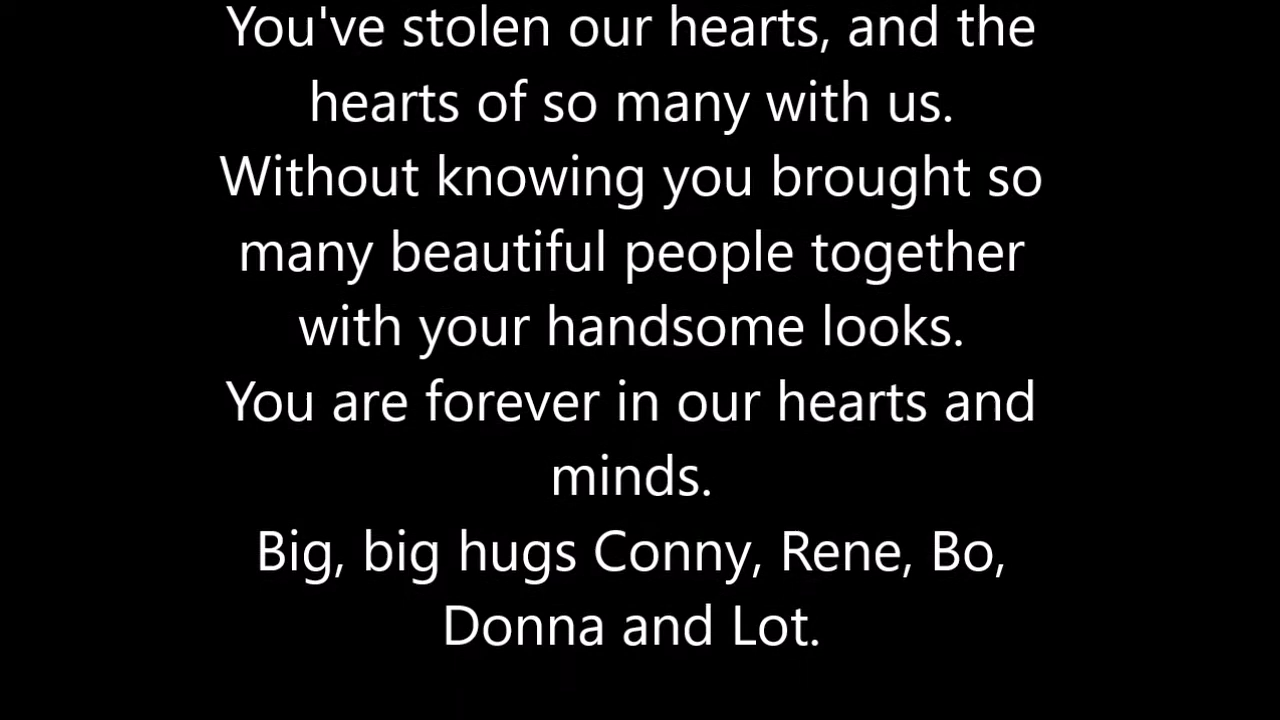 You've stolen our hearts, and the
hearts of so many with us.
Without knowing you brought so
many beautiful people together
with your handsome looks.
You are forever in our hearts and
minds.
Big, big hugs Conny, Rene, Bo,
Donna and Lot.